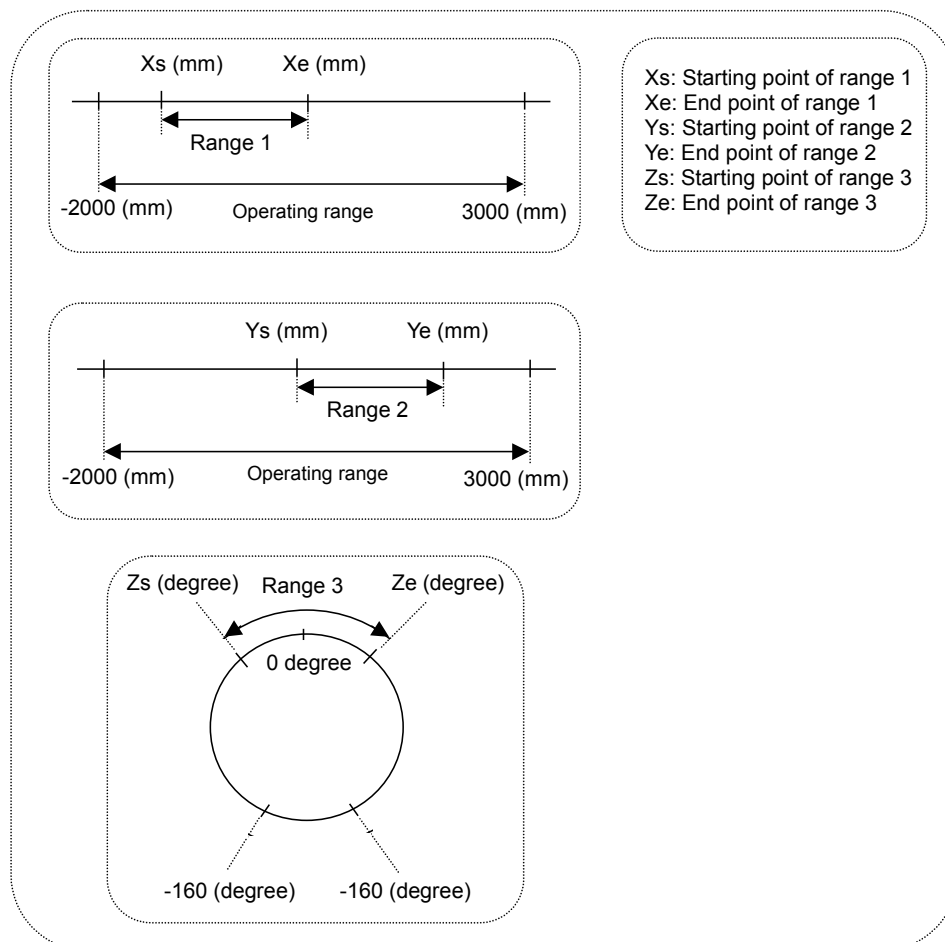 Xs (mm) Xe (mm)
Range 1
-2000 (mm) Operating range 3000 (mm)
Xs: Starting point of range 1
Xe: End point of range 1
Ys: Starting point of range 2
Ye: End point of range 2
Zs: Starting point of range 3
Ze: End point of range 3
Ys (mm) Ye (mm)
Range 2
-2000 (mm) Operating range 3000 (mm)
Zs (degree) Range 3 Ze (degree)
0 degree
-160 (degree) -160 (degree)